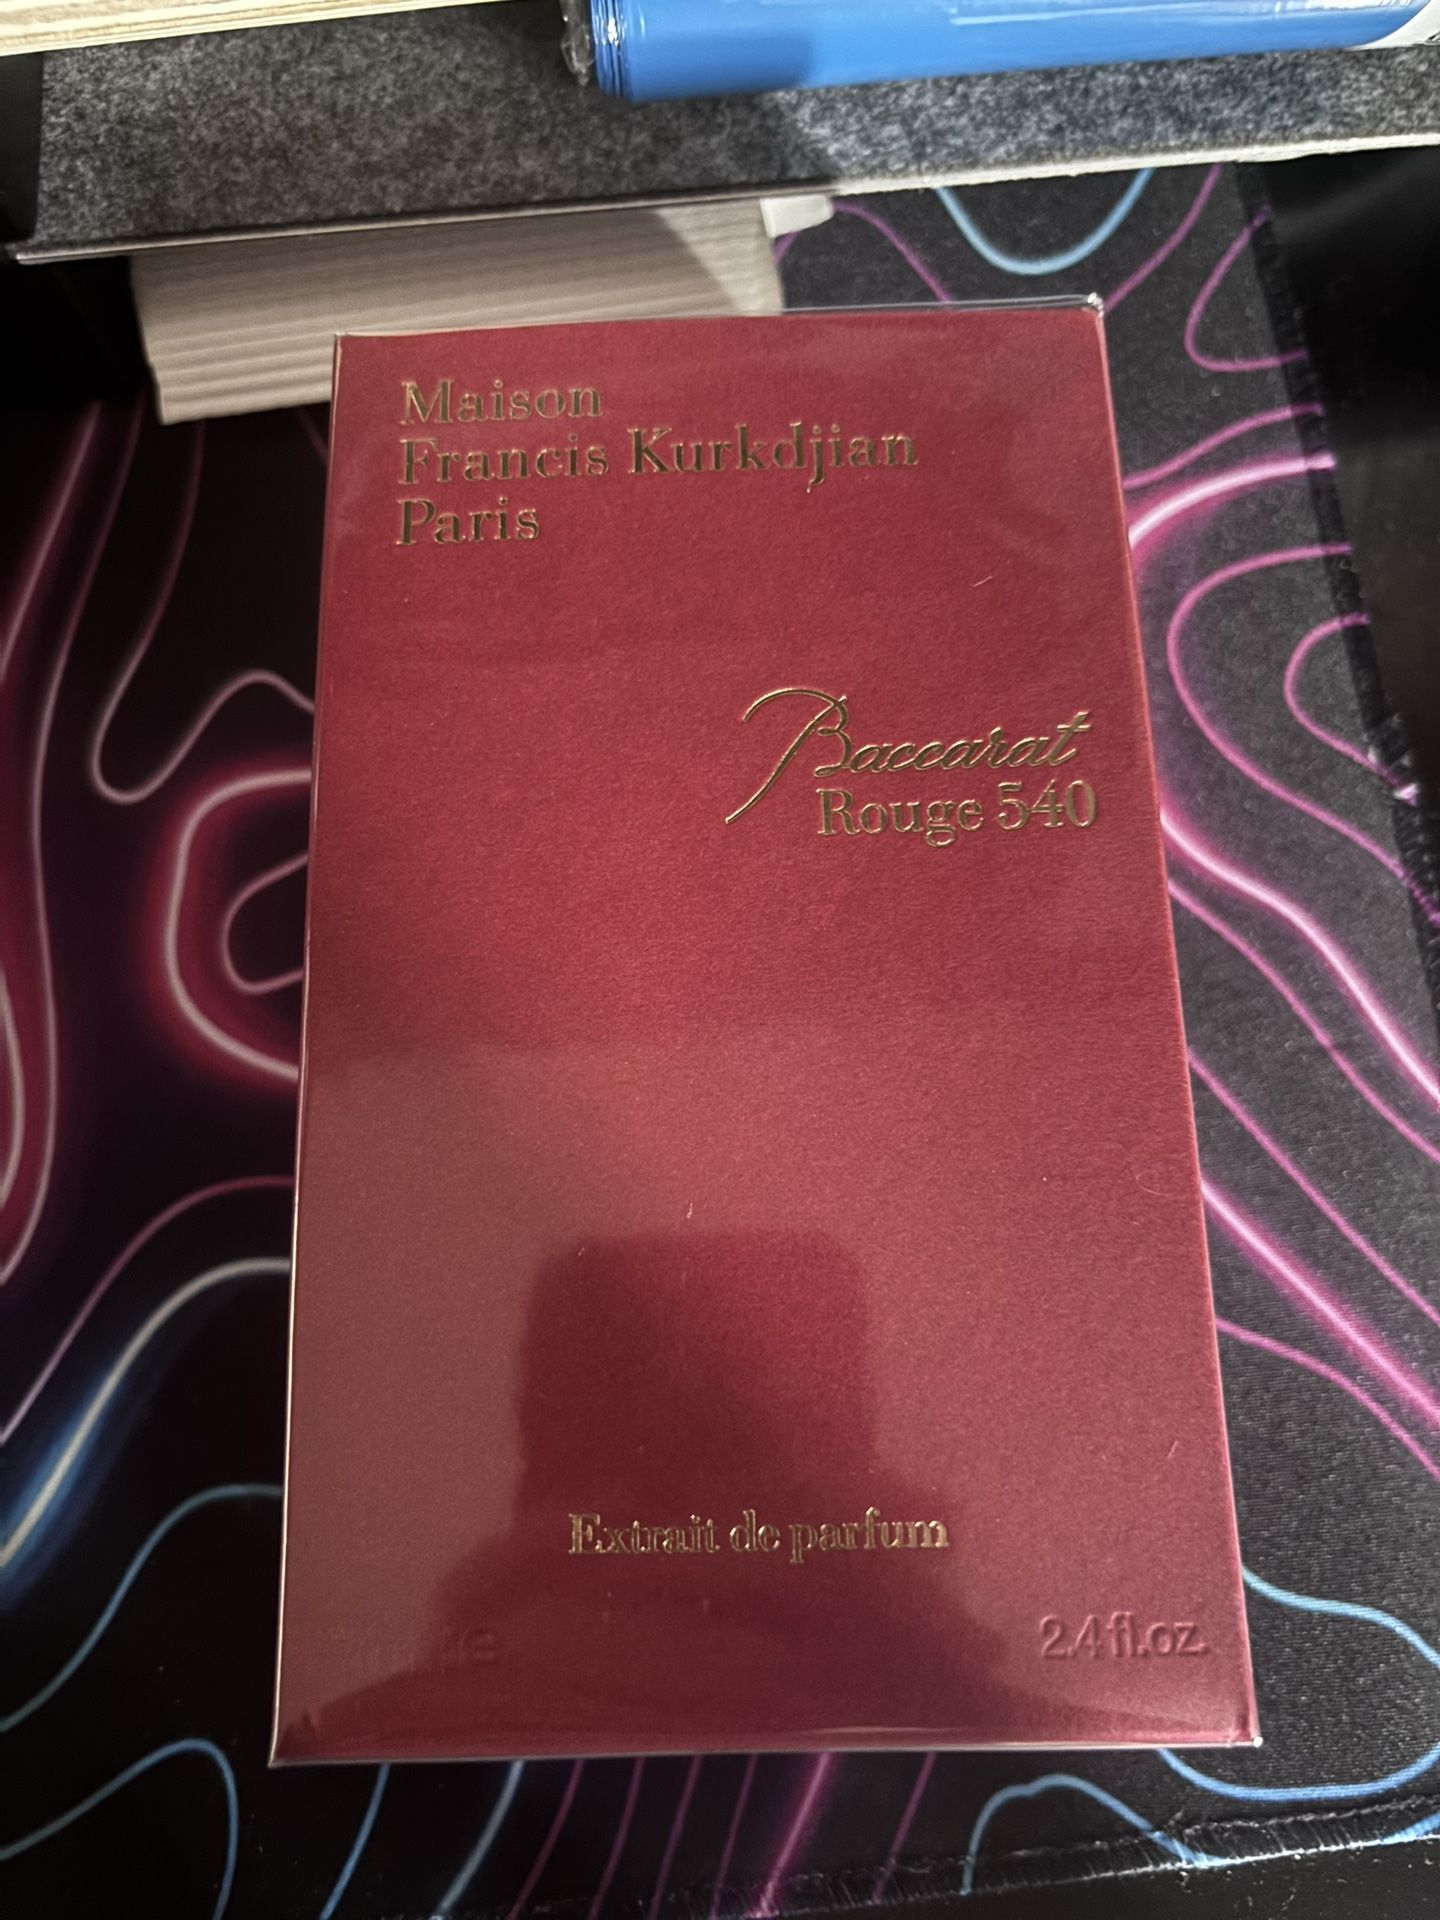 Maison
Francis Kurkdjian
Paris
Baccarat
Rouge 540
Extrait de parfum
2.4 fl.oz.